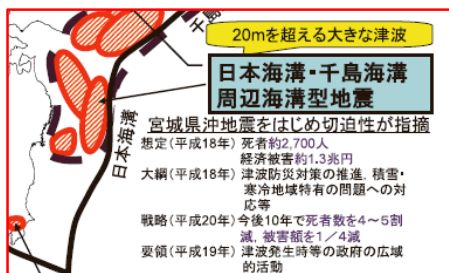 千島
20mを超える大きな津波
日本海溝・千島海溝
周辺海溝型地震
日本海溝
宮城県沖地震をはじめ切迫性が指摘
想定(平成18年) 死者約2,700人
経済被害約1.3兆円
大綱(平成18年) 津波防災対策の推進, 積雪・
寒冷地域特有の問題への対
応等
戦略(平成20年) 今後10年で死者数を4～5割
減, 被害額を1／4減
要領(平成19年) 津波発生時等の政府の広域
的活動